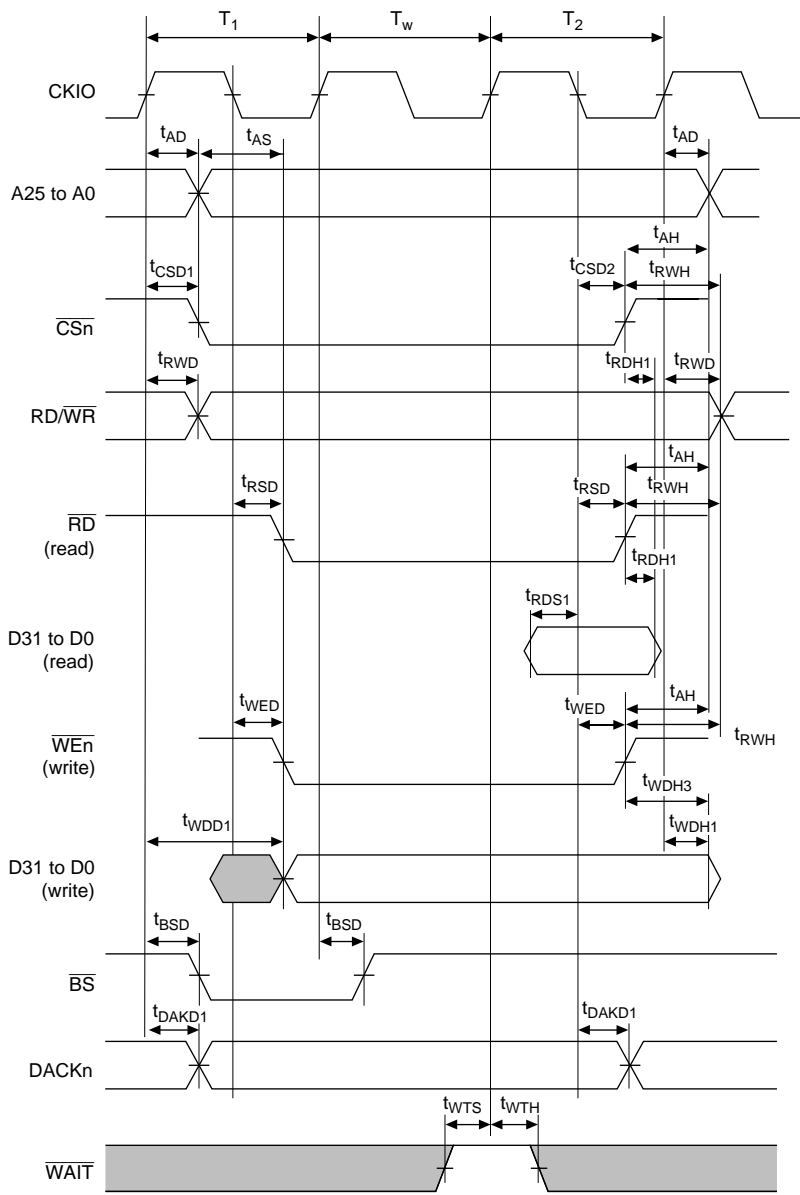 T1 Tw T2
CKIO
tAD tAS tAD
A25 to A0
tAH
tCSD1 tCSD2 tRWH
CSn
tRWD tRDH1 tRWD
RD/WR
tAH
tRSD tRSD tRWH
RD
(read)
tRDH1
tRDS1
D31 to D0
(read)
tAH
tWED tWED
tRWH
WEn
(write)
tWDH3
tWDD1 tWDH1
D31 to D0
(write)
tBSD tBSD
BS
tDAKD1 tDAKD1
DACKn
tWTS tWTH
WAIT